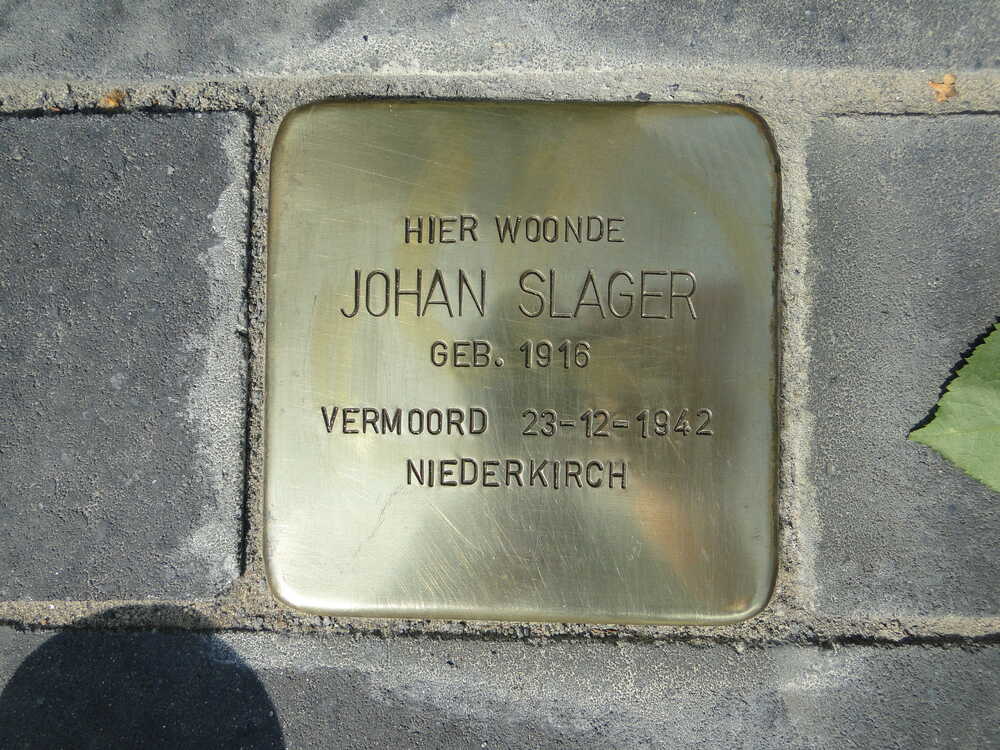 HIER WOONDE
JOHAN SLAGER
GEB. 1916
VERMOORD 23-12-1942
NIEDERKIRCH